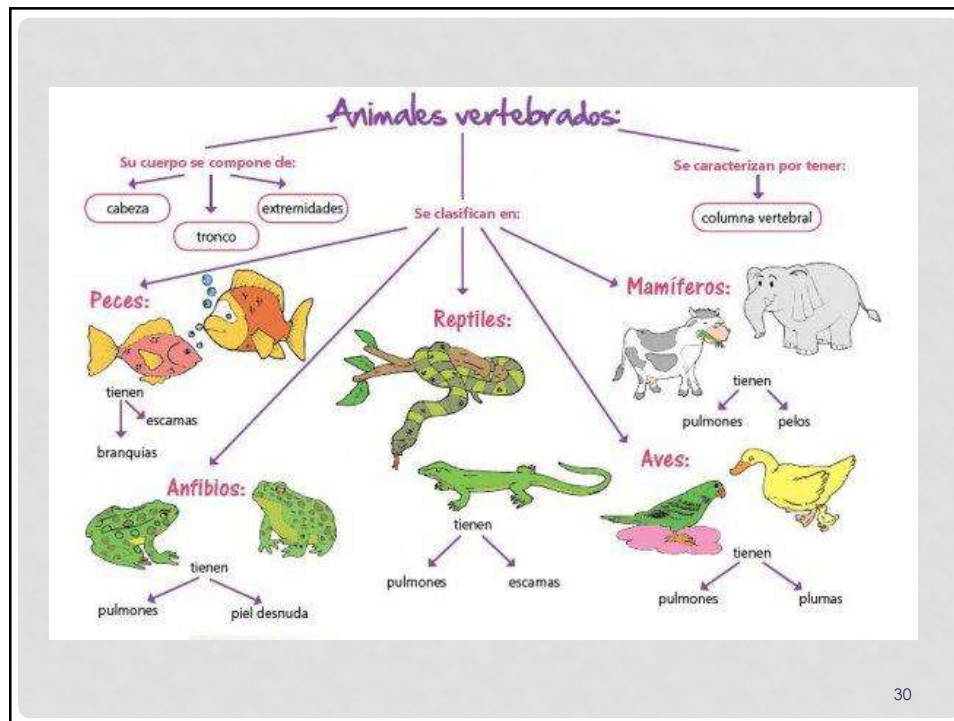 Animales vertebrados:
Su cuerpo se compone de:
cabeza
tronco
extremidades
Se clasifican en:
Se caracterizan por tener:
columna vertebral
Peces:
tienen
escamas
branquias
Anfibios:
tienen
pulmones
piel desnuda
Reptiles:
tienen
pulmones
escamas
Mamíferos:
tienen
pulmones
pelos
Aves:
tienen
pulmones
plumas
30